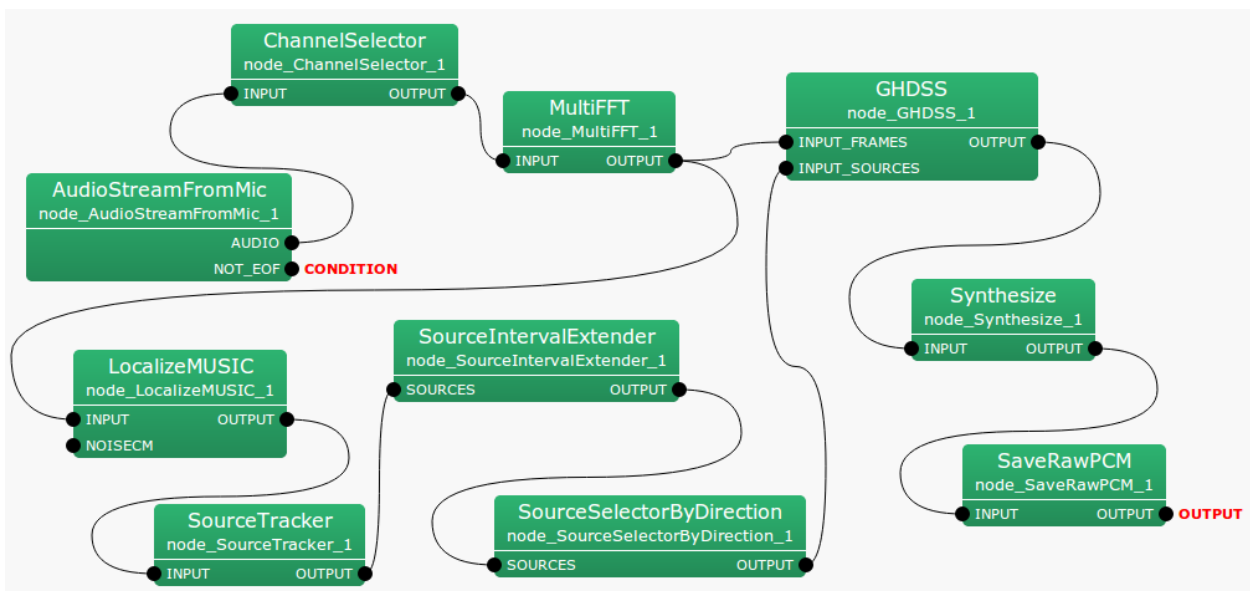 ChannelSelector
node_ChannelSelector_1
INPUT OUTPUT
MultiFFT
node_MultiFFT_1
INPUT OUTPUT
GHDSS
node_GHDSS_1
INPUT_FRAMES OUTPUT
INPUT_SOURCES
AudioStreamFromMic
node_AudioStreamFromMic_1
AUDIO
NOT_EOF CONDITION
Synthesize
node_Synthesize_1
INPUT OUTPUT
SourceIntervalExtender
node_SourceIntervalExtender_1
SOURCES OUTPUT
LocalizeMUSIC
node_LocalizeMUSIC_1
INPUT OUTPUT
NOISECM
SaveRawPCM
node_SaveRawPCM_1
INPUT OUTPUT OUTPUT
SourceSelectorByDirection
node_SourceSelectorByDirection_1
SOURCES OUTPUT
SourceTracker
node_SourceTracker_1
INPUT OUTPUT